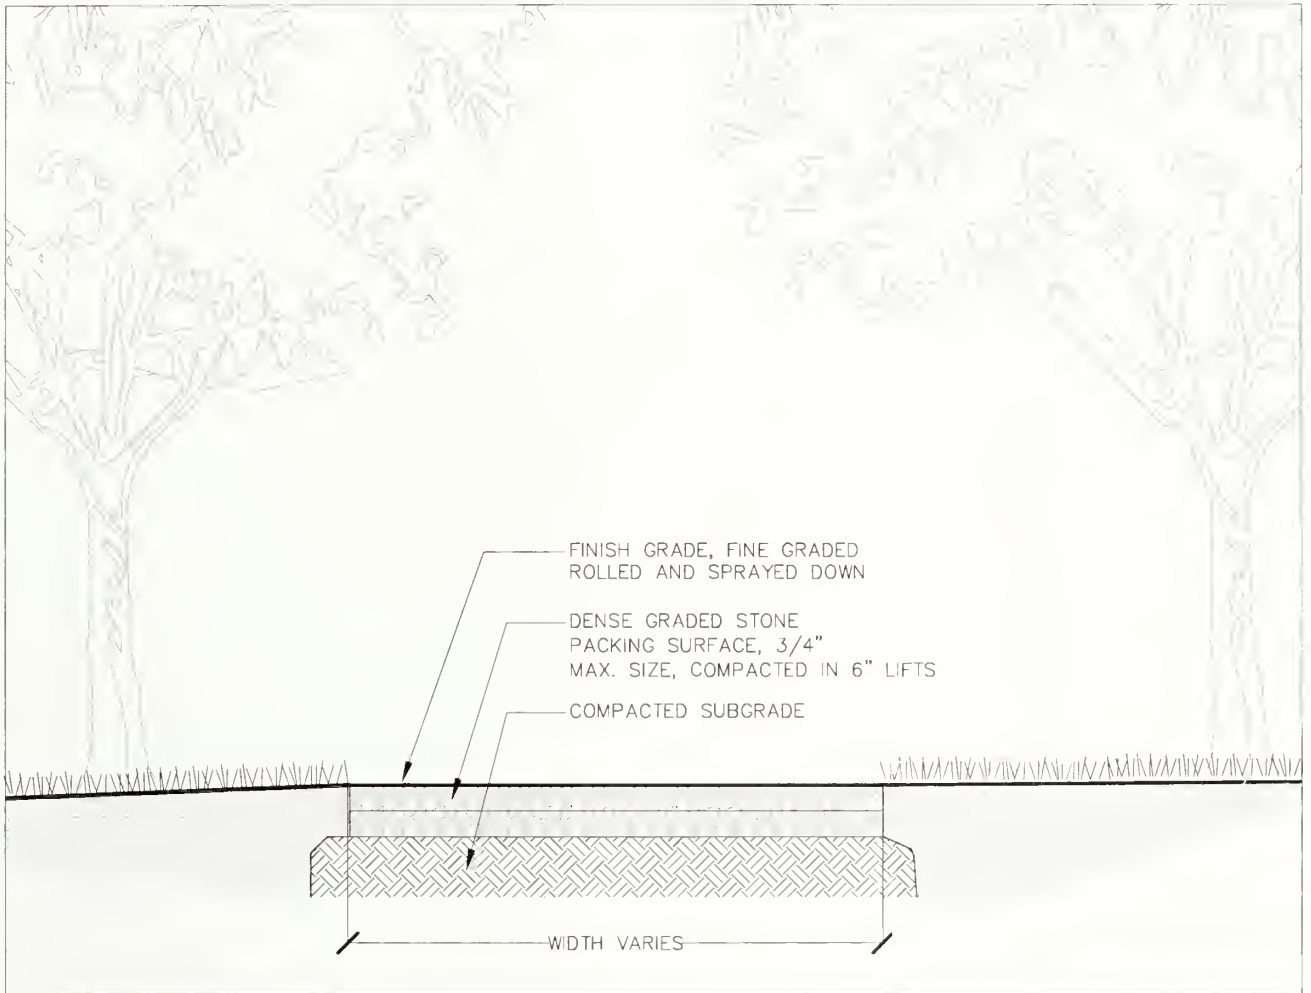 FINISH GRADE, FINE GRADED
ROLLED AND SPRAYED DOWN
DENSE GRADED STONE
PACKING SURFACE, 3/4"
MAX. SIZE, COMPACTED IN 6" LIFTS
COMPACTED SUBGRADE
WIDTH VARIES